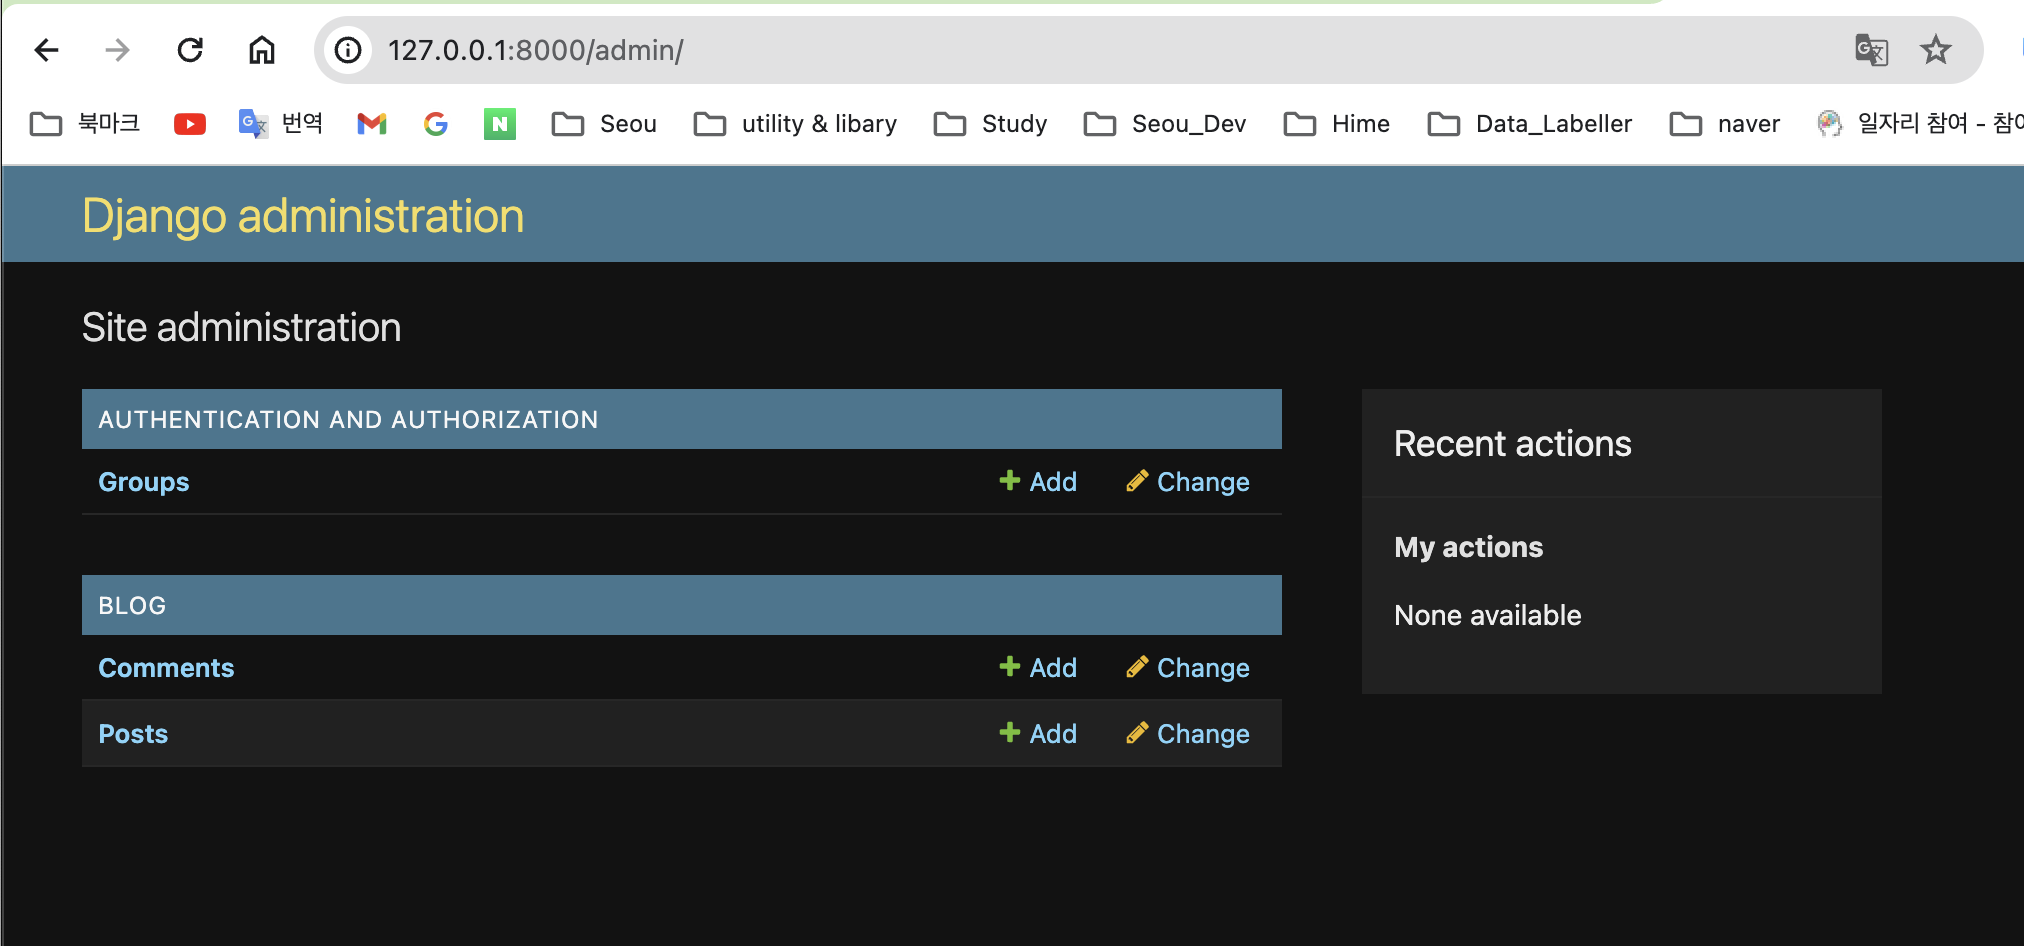 127.0.0.1:8000/admin/
북마크 번역 N Seou utility & libary Study Seou_Dev Hime Data_Labeller naver 일자리 참여 -
Django administration
Site administration
AUTHENTICATION AND AUTHORIZATION
Groups Add Change
BLOG
Comments Add Change
Posts Add Change
Recent actions
My actions
None available